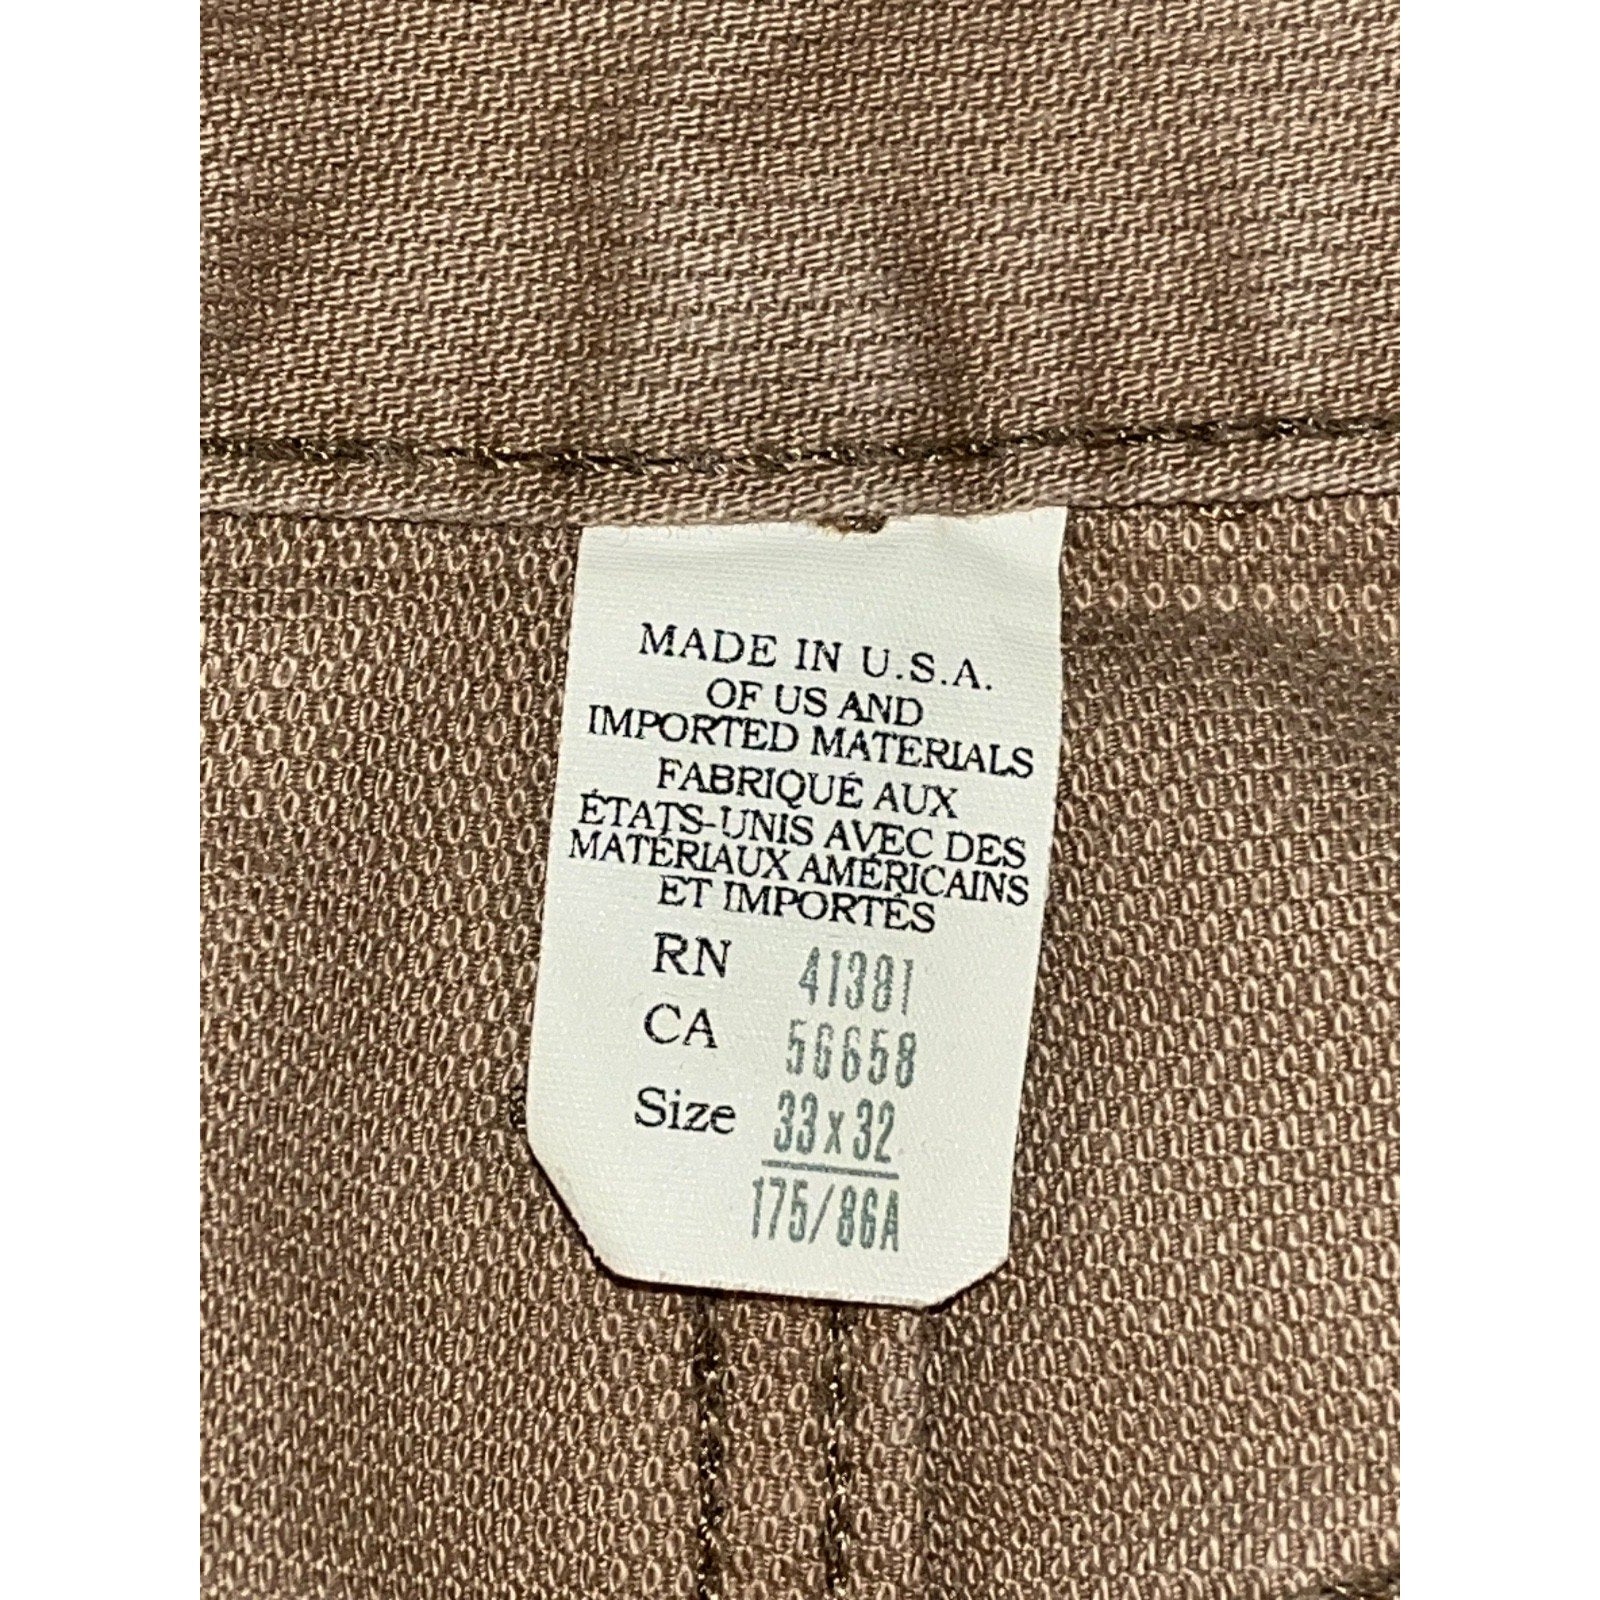 MADE IN U.S.A.
OF US AND
IMPORTED MATERIALS
FABRIQUÉ AUX
ÉTATS-UNIS AVEC DES
MATÉRIAUX AMÉRICAINS
ET IMPORTÉS
RN 41381
CA 56658
Size 33 x 32
175/86A